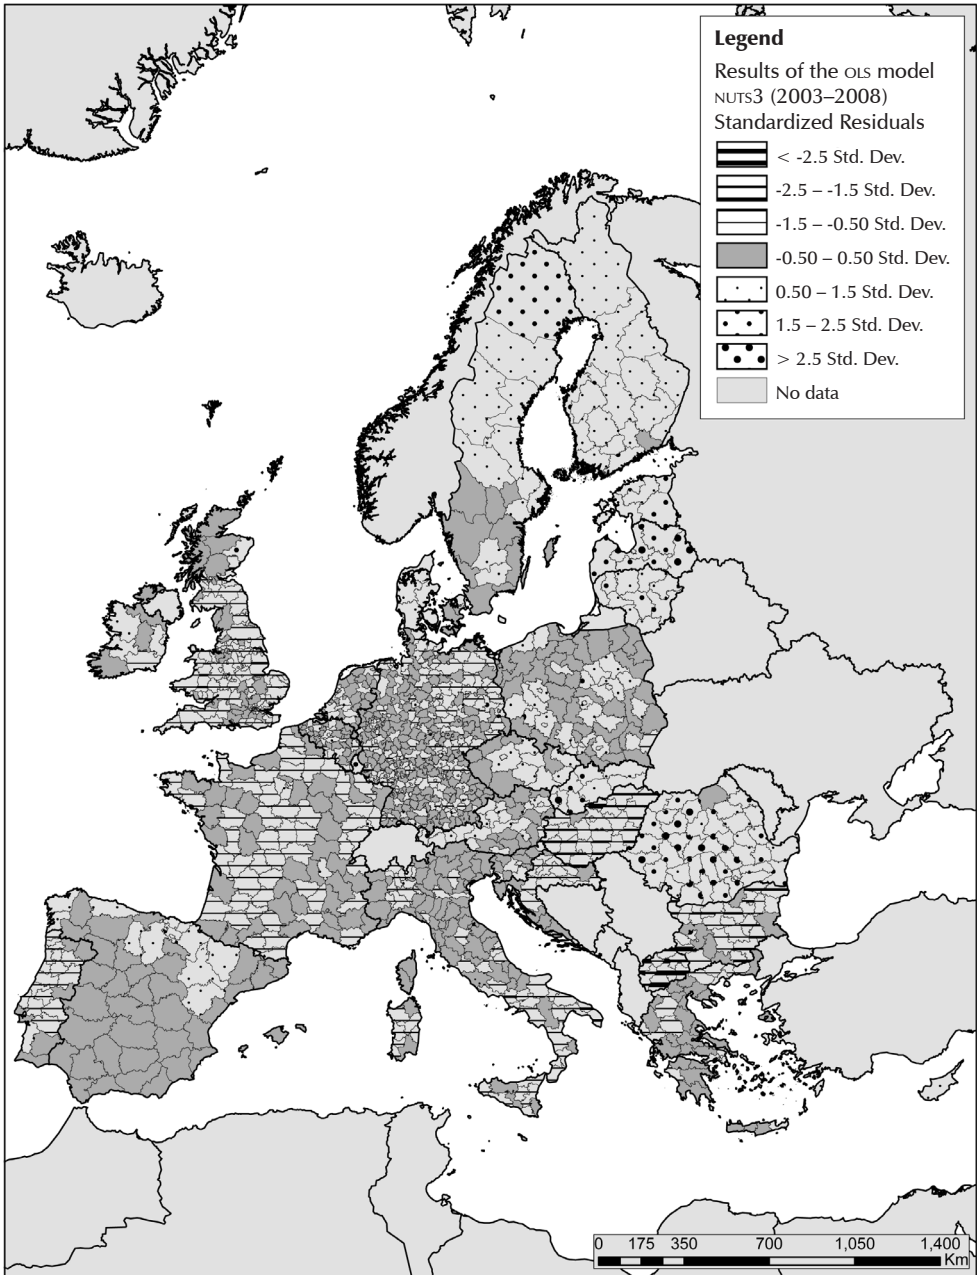 Legend
Results of the OLS model
NUTS3 (2003–2008)
Standardized Residuals
< -2.5 Std. Dev.
-2.5 – -1.5 Std. Dev.
-1.5 – -0.50 Std. Dev.
-0.50 – 0.50 Std. Dev.
0.50 – 1.5 Std. Dev.
1.5 – 2.5 Std. Dev.
> 2.5 Std. Dev.
No data
0 175 350 700 1,050 1,400
Km